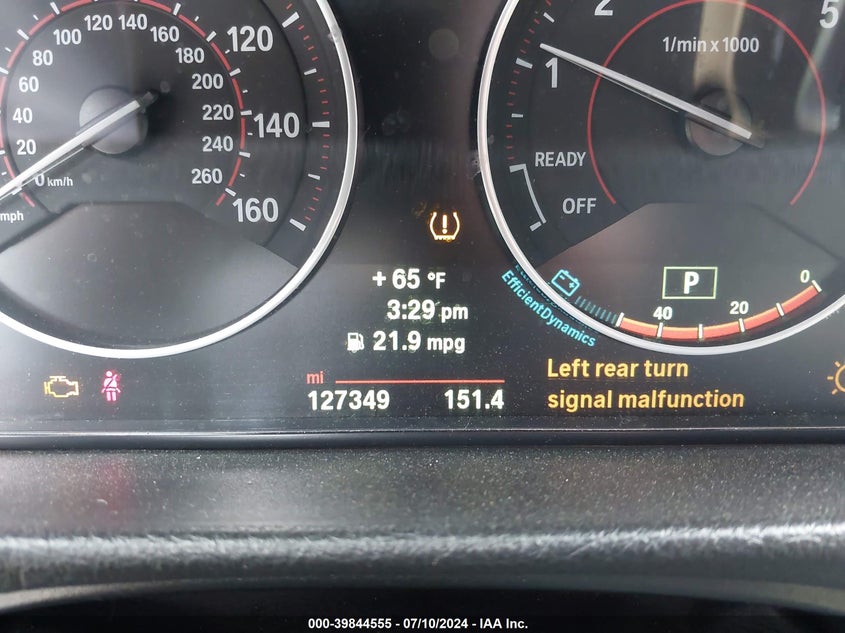 20
40
60
80
100
120
140
160
180
200
220
240
260
0 km/h
mph
120
140
160
1
2
5
1/min x 1000
READY
OFF
+ 65 °F
3:29 pm
21.9 mpg
mi
127349 151.4
P
40
20
0
EfficientDynamics
Left rear turn
signal malfunction
000-39844555 - 07/10/2024 - IAA Inc.